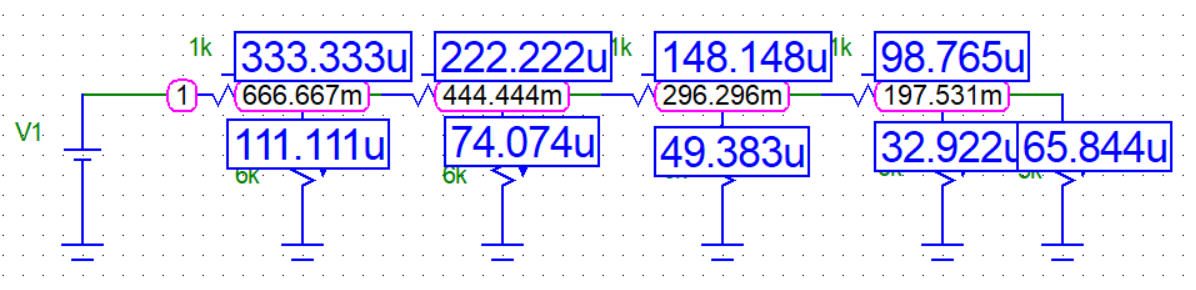 1k 333.333u 222.222u 1k 148.148u 1k 98.765u
1 666.667m 444.444m 296.296m 197.531m
V1
111.111u 74.074u 49.383u 32.922u 65.844u
6k 6k